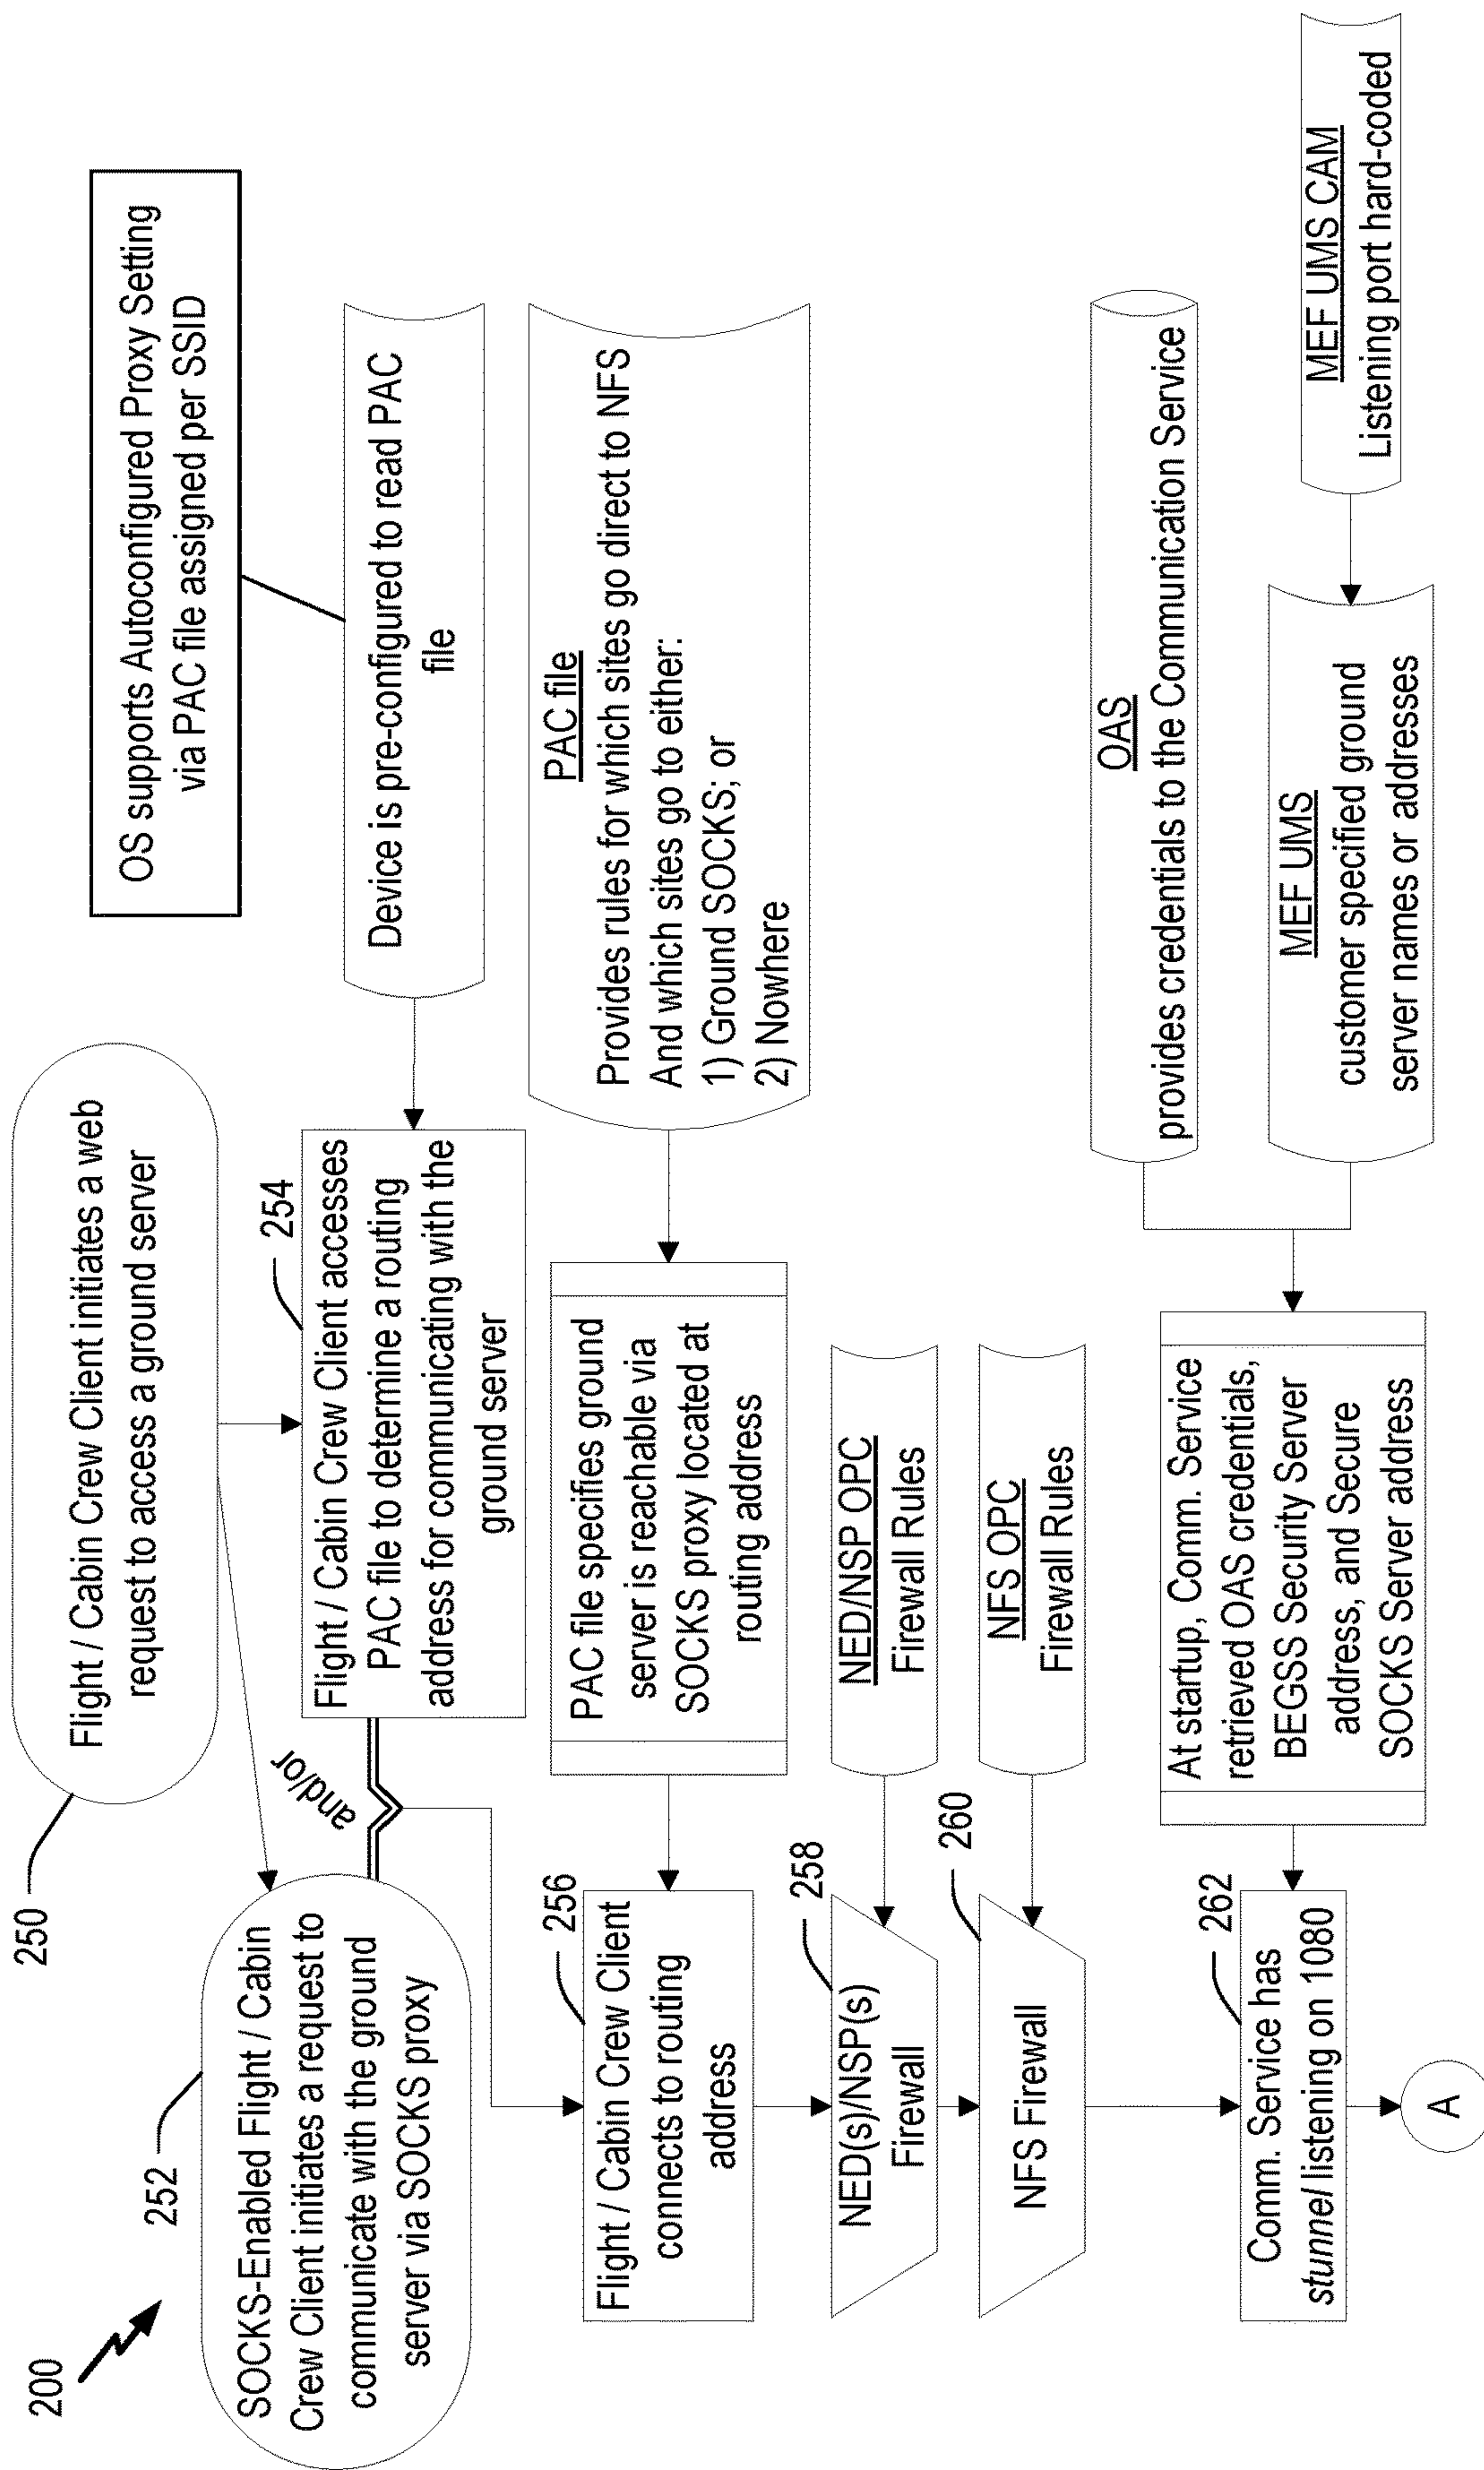 200
250
Flight / Cabin Crew Client initiates a web
request to access a ground server
252
SOCKS-Enabled Flight / Cabin
Crew Client initiates a request to
communicate with the ground
server via SOCKS proxy
and/or
254
Flight / Cabin Crew Client accesses
PAC file to determine a routing
address for communicating with the
ground server
OS supports Autoconfigured Proxy Setting
via PAC file assigned per SSID
Device is pre-configured to read PAC
file
256
Flight / Cabin Crew Client
connects to routing
address
PAC file specifies ground
server is reachable via
SOCKS proxy located at
routing address
PAC file
Provides rules for which sites go direct to NFS
And which sites go to either:
1) Ground SOCKS; or
2) Nowhere
258
NED(s)/NSP(s)
Firewall
NED/NSP OPC
Firewall Rules
260
NFS Firewall
NFS OPC
Firewall Rules
262
Comm. Service has
stunnel listening on 1080
At startup, Comm. Service
retrieved OAS credentials,
BEGSS Security Server
address, and Secure
SOCKS Server address
OAS
provides credentials to the Communication Service
MEF UMS
customer specified ground
server names or addresses
MEF UMS CAM
Listening port hard-coded
A